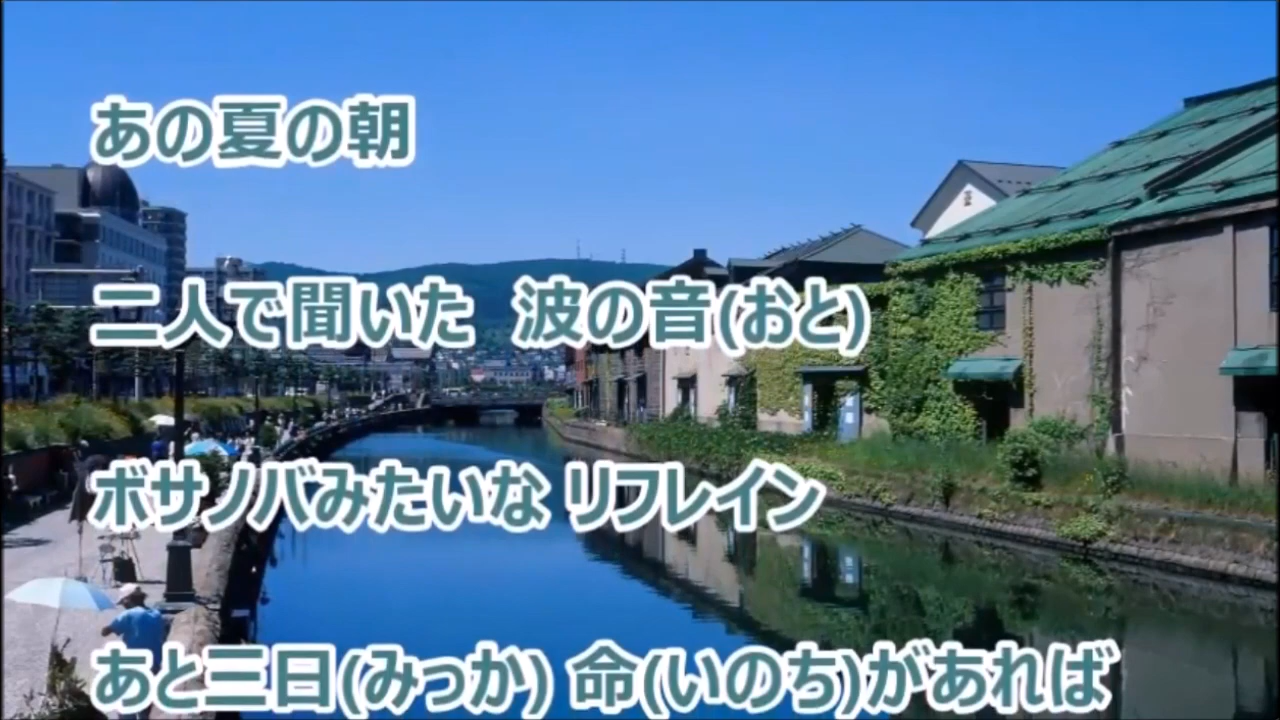 あの夏の朝
二人で聞いた 波の音(おと)
ボサノバみたいな リフレイン
あと三日(みっか) 命(いのち)があれば